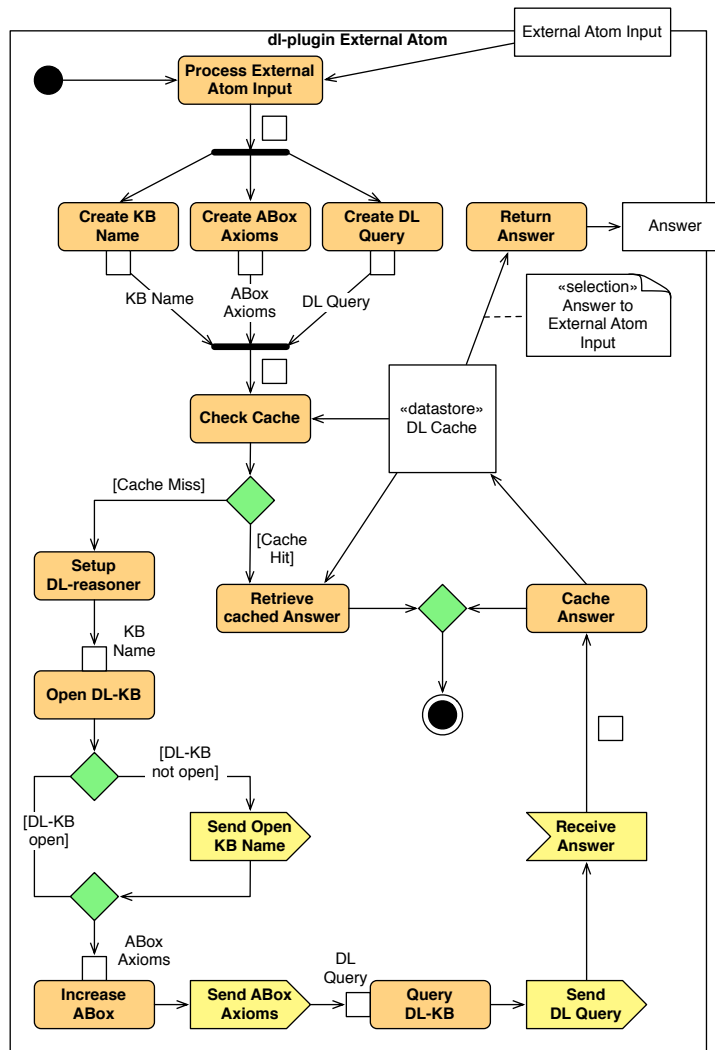 External Atom Input
dl-plugin External Atom
Process External
Atom Input
Create KB
Name
Create ABox
Axioms
Create DL
Query
Return
Answer
Answer
KB Name
ABox
Axioms
DL Query
«selection»
Answer to
External Atom
Input
Check Cache
«datastore»
DL Cache
[Cache Miss]
[Cache
Hit]
Setup
DL-reasoner
Retrieve
cached Answer
Cache
Answer
KB
Name
Open DL-KB
[DL-KB
not open]
[DL-KB
open]
Send Open
KB Name
Receive
Answer
ABox
Axioms
DL
Query
Increase
ABox
Send ABox
Axioms
Query
DL-KB
Send
DL Query